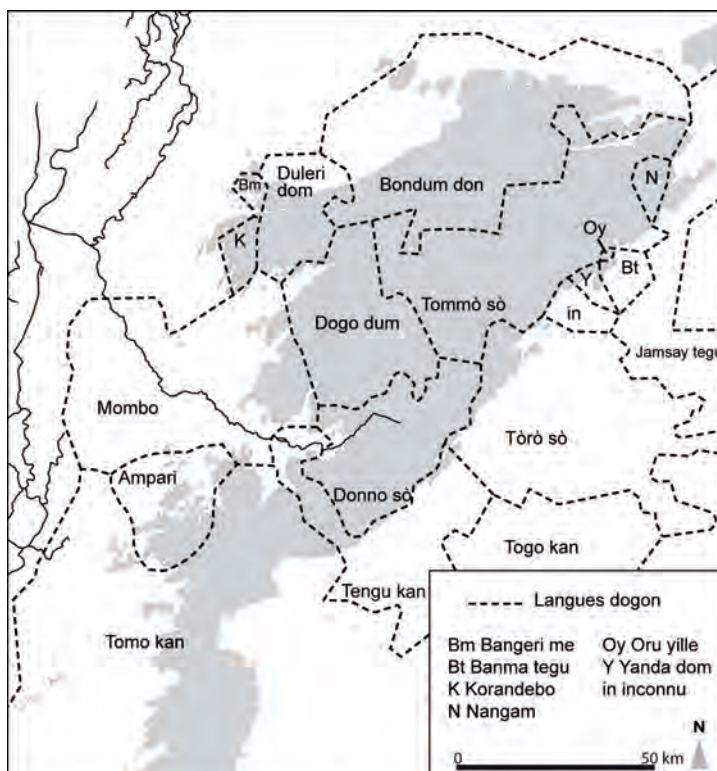 Bm
Duleri
dom
Bondum don
N
K
Oy
Bt
Y
in
Tommò sò
Dogo dum
Jamsay tegu
Mombo
Tòrò sò
Ampari
Donno sò
Togo kan
Tengu kan
Tomo kan
Langues dogon
Bm Bangeri me
Oy Oru yille
Bt Banma tegu
Y Yanda dom
K Korandebo
in inconnu
N Nangam
N
0
50 km